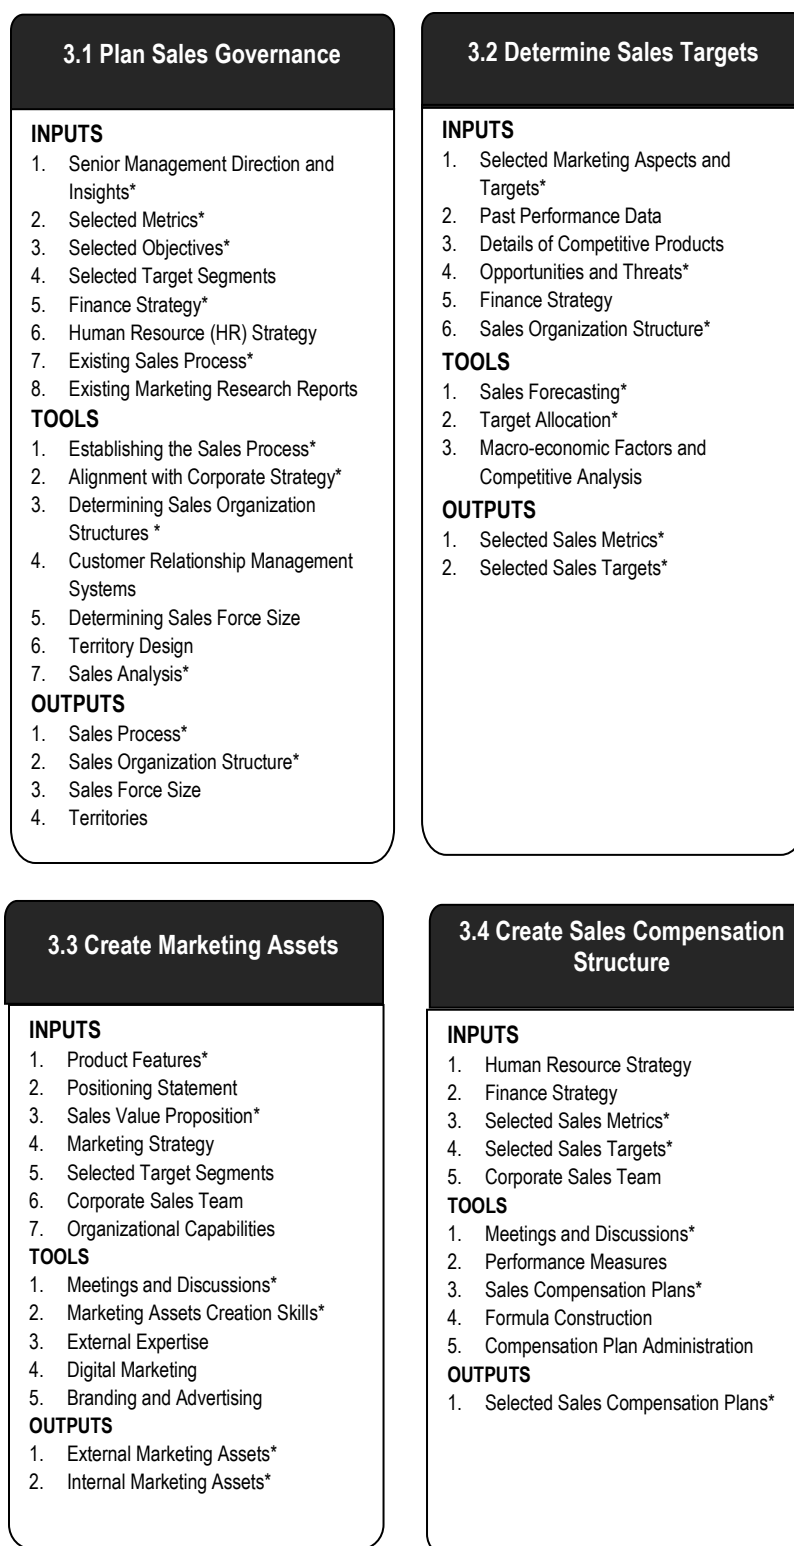 3.1 Plan Sales Governance
INPUTS
1. Senior Management Direction and
Insights*
2. Selected Metrics*
3. Selected Objectives*
4. Selected Target Segments
5. Finance Strategy*
6. Human Resource (HR) Strategy
7. Existing Sales Process*
8. Existing Marketing Research Reports
TOOLS
1. Establishing the Sales Process*
2. Alignment with Corporate Strategy*
3. Determining Sales Organization
Structures *
4. Customer Relationship Management
Systems
5. Determining Sales Force Size
6. Territory Design
7. Sales Analysis*
OUTPUTS
1. Sales Process*
2. Sales Organization Structure*
3. Sales Force Size
4. Territories
3.2 Determine Sales Targets
INPUTS
1. Selected Marketing Aspects and
Targets*
2. Past Performance Data
3. Details of Competitive Products
4. Opportunities and Threats*
5. Finance Strategy
6. Sales Organization Structure*
TOOLS
1. Sales Forecasting*
2. Target Allocation*
3. Macro-economic Factors and
Competitive Analysis
OUTPUTS
1. Selected Sales Metrics*
2. Selected Sales Targets*
3.3 Create Marketing Assets
INPUTS
1. Product Features*
2. Positioning Statement
3. Sales Value Proposition*
4. Marketing Strategy
5. Selected Target Segments
6. Corporate Sales Team
7. Organizational Capabilities
TOOLS
1. Meetings and Discussions*
2. Marketing Assets Creation Skills*
3. External Expertise
4. Digital Marketing
5. Branding and Advertising
OUTPUTS
1. External Marketing Assets*
2. Internal Marketing Assets*
3.4 Create Sales Compensation
Structure
INPUTS
1. Human Resource Strategy
2. Finance Strategy
3. Selected Sales Metrics*
4. Selected Sales Targets*
5. Corporate Sales Team
TOOLS
1. Meetings and Discussions*
2. Performance Measures
3. Sales Compensation Plans*
4. Formula Construction
5. Compensation Plan Administration
OUTPUTS
1. Selected Sales Compensation Plans*